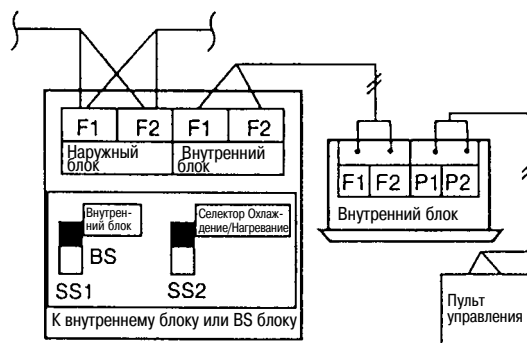 F1 F2 F1 F2
Наружный блок
Внутренний блок
F1 F2 P1 P2
Внутренний блок
Внутрен-
ний блок
BS
SS1
Селектор Охлаж-
дение/Нагревание
SS2
К внутреннему блоку или BS блоку
Пульт
управления